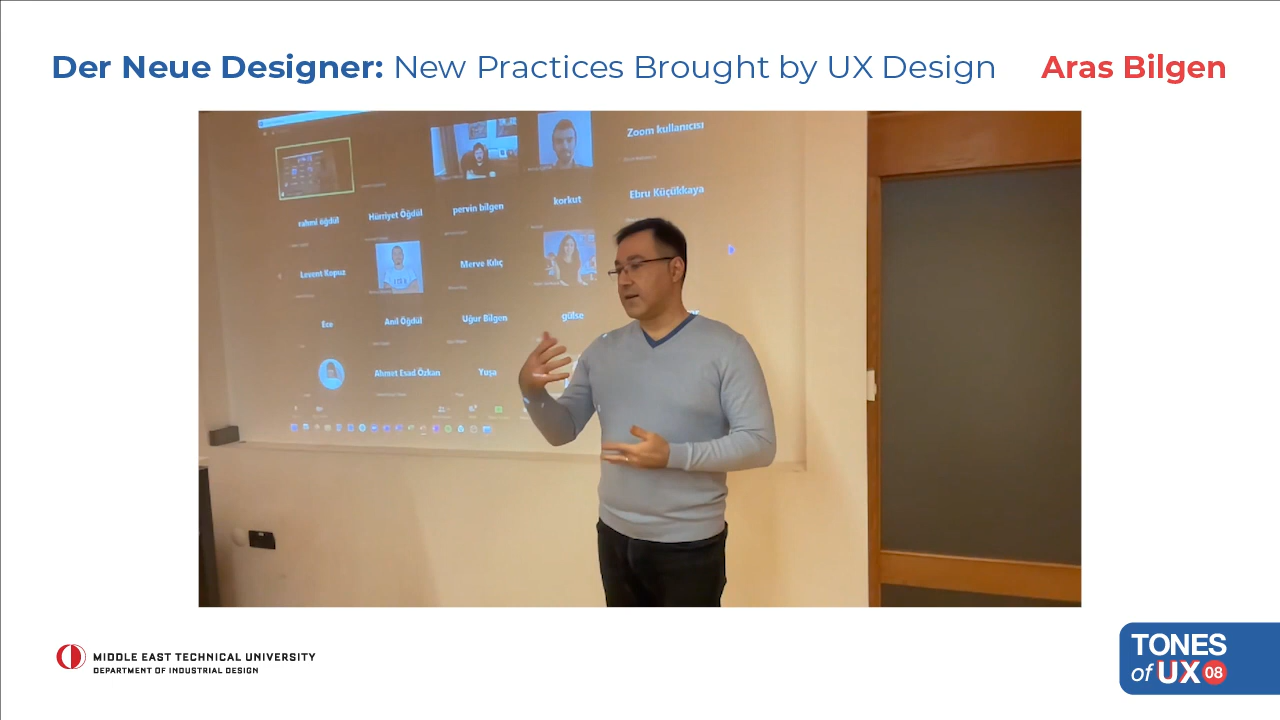 Der Neue Designer: New Practices Brought by UX Design Aras Bilgen
Zoom kullanıcısı
rahmi öğdül Hürriyet Öğdül pervin bilgen korkut Ebru Küçükkaya
Levent Kopuz Merve Kılıç
Ece Anıl Öğdül Uğur Bilgen gülse
Ahmet Esad Özkan Yuşa
MIDDLE EAST TECHNICAL UNIVERSITY
DEPARTMENT OF INDUSTRIAL DESIGN
TONES
of UX 08